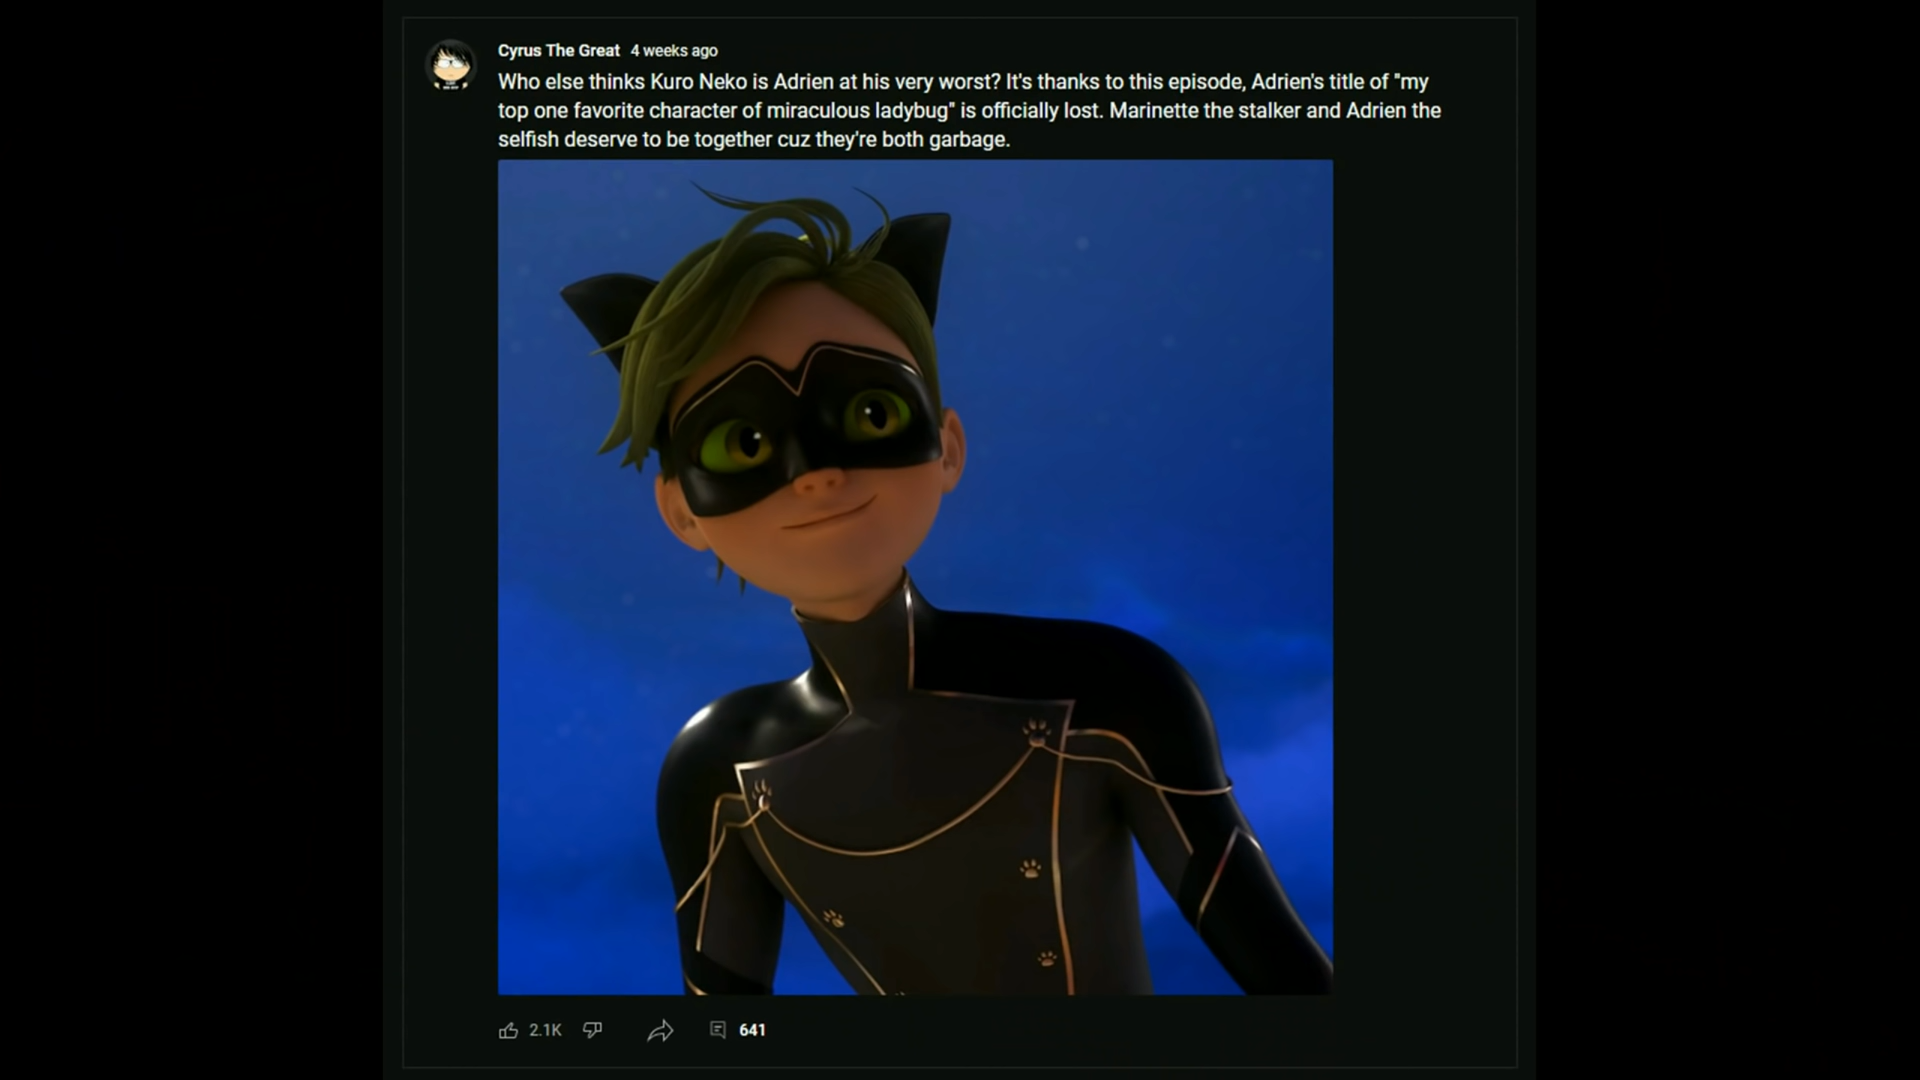 Cyrus The Great 4 weeks ago
Who else thinks Kuro Neko is Adrien at his very worst? It's thanks to this episode, Adrien's title of "my
top one favorite character of miraculous ladybug" is officially lost. Marinette the stalker and Adrien the
selfish deserve to be together cuz they're both garbage.
2.1K 641